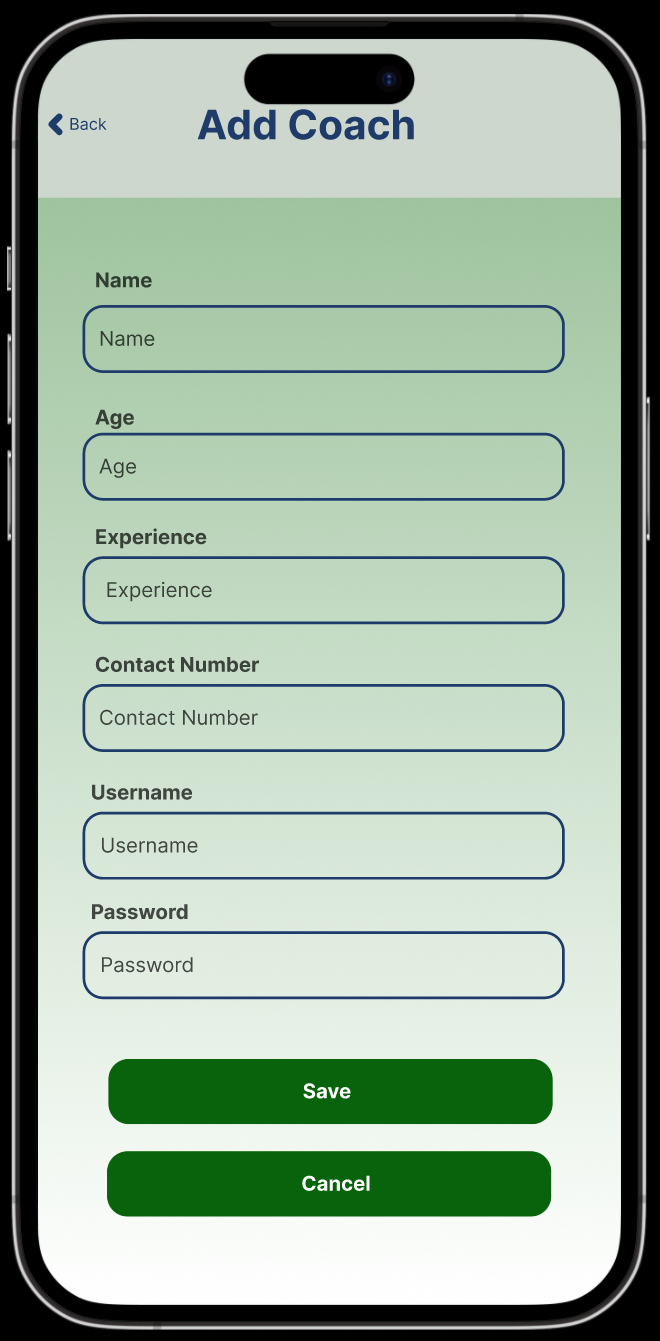 Back
Add Coach
Name
Name
Age
Age
Experience
Experience
Contact Number
Contact Number
Username
Username
Password
Password
Save
Cancel